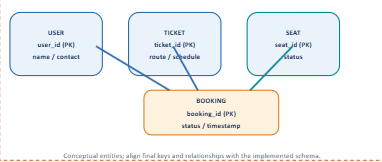 USER
user_id (PK)
name / contact
TICKET
ticket_id (PK)
route / schedule
SEAT
seat_id (PK)
status
BOOKING
booking_id (PK)
status / timestamp
Conceptual entities; align final keys and relationships with the implemented schema.